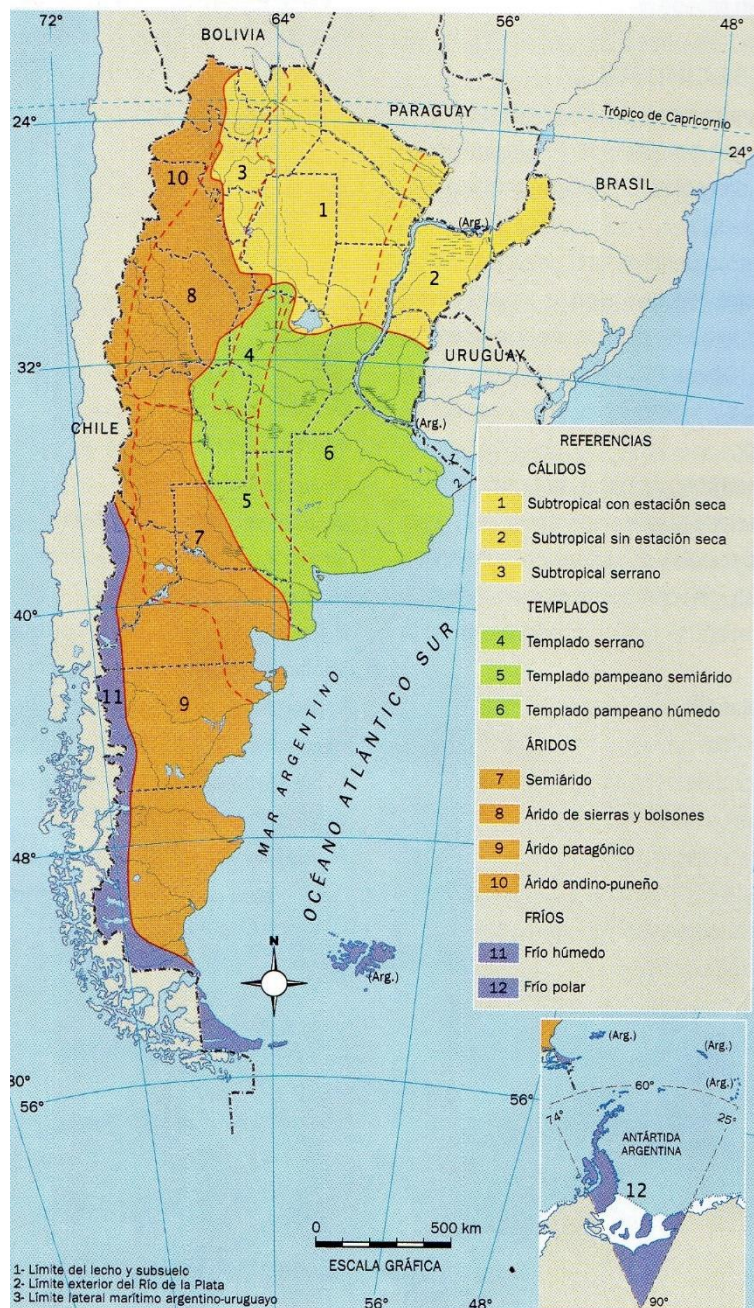 72°
64°
56°
48°
BOLIVIA
PARAGUAY
Trópico de Capricornio
24°
24°
BRASIL
10
3
1
(Arg.)
2
8
URUGUAY
32°
4
CHILE
(Arg.)
6
1
2
5
7
REFERENCIAS
CÁLIDOS
1 Subtropical con estación seca
2 Subtropical sin estación seca
3 Subtropical serrano
TEMPLADOS
4 Templado serrano
5 Templado pampeano semiárido
6 Templado pampeano húmedo
ÁRIDOS
7 Semiárido
8 Árido de sierras y bolsones
9 Árido patagónico
10 Árido andino-puneño
FRÍOS
11 Frío húmedo
12 Frío polar
40°
11
9
MAR ARGENTINO
OCÉANO ATLÁNTICO SUR
48°
N
(Arg.)
80°
56°
56°
(Arg.)
(Arg.)
(Arg.)
60°
74°
25°
ANTÁRTIDA
ARGENTINA
12
90°
0 500 km
ESCALA GRÁFICA
1- Límite del lecho y subsuelo
2- Límite exterior del Río de la Plata
3- Límite lateral marítimo argentino-uruguayo
64°
56°